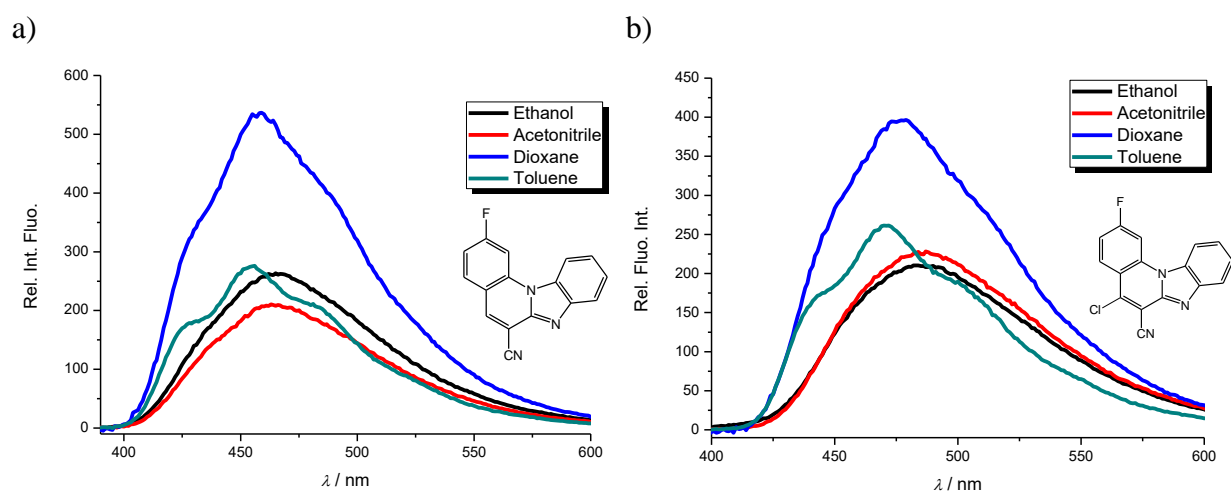 a)
Rel. Int. Fluo.
600
500
400
300
200
100
0
400
450
500
550
600
λ / nm
Ethanol
Acetonitrile
Dioxane
Toluene
F
N
N
CN
b)
Rel. Fluo. Int.
450
400
350
300
250
200
150
100
50
0
400
450
500
550
600
λ / nm
Ethanol
Acetonitrile
Dioxane
Toluene
F
N
Cl
N
CN